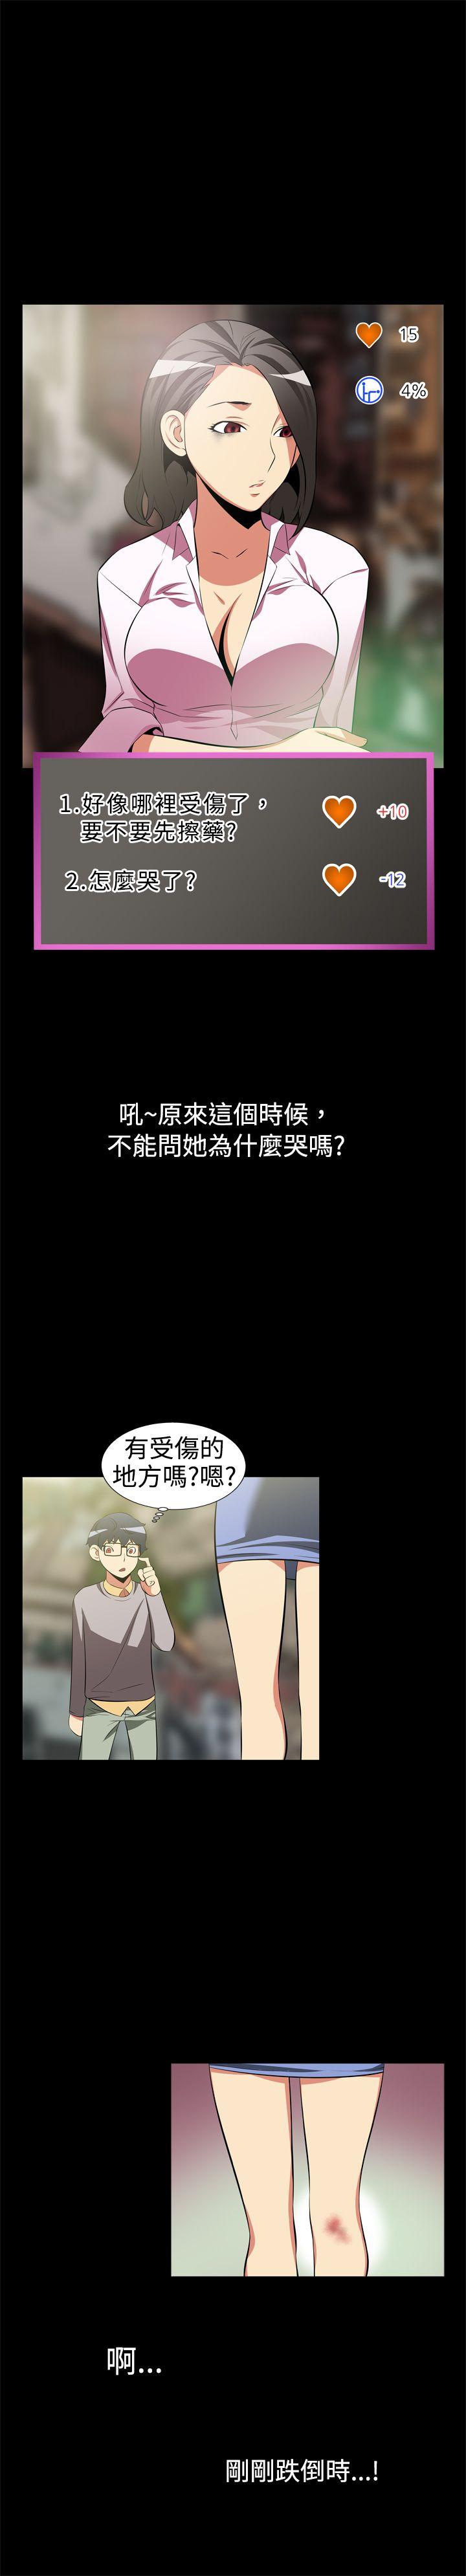 15
4%
1.好像哪裡受傷了，
要不要先擦藥?
+10
2.怎麼哭了?
-12
吼~原來這個時候，
不能問她為什麼哭嗎?
有受傷的
地方嗎?嗯?
啊...
剛剛跌倒時...!